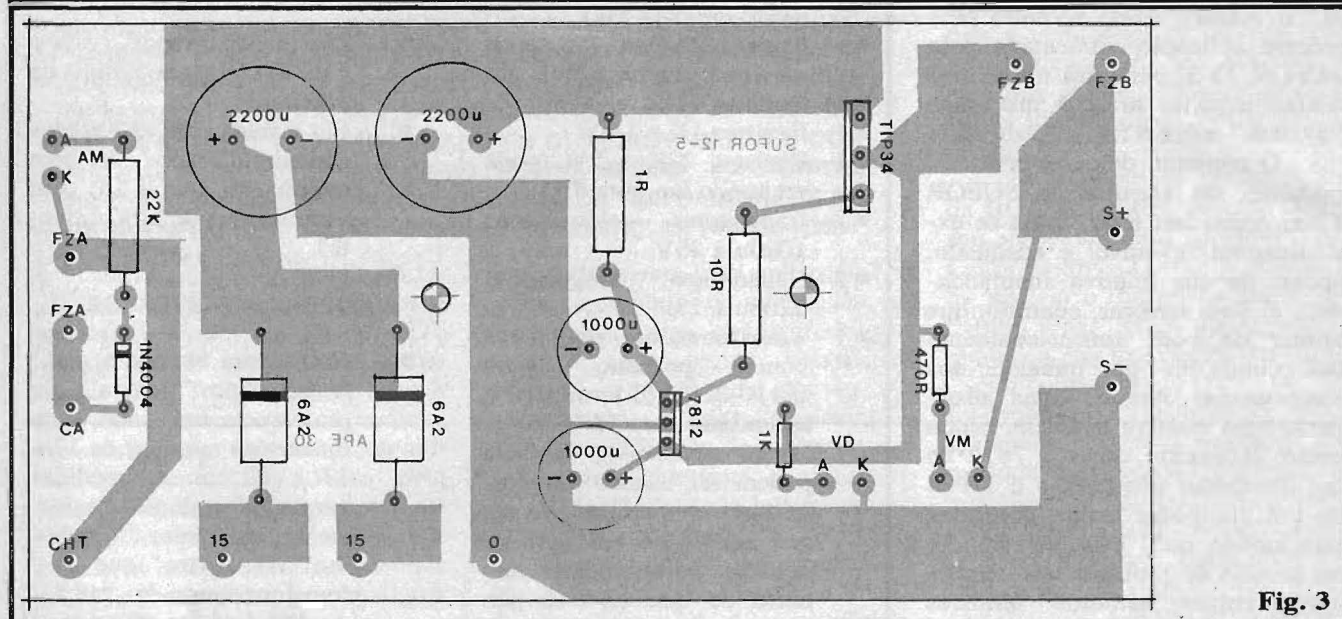 FZB FZB
2200u 2200u
A + - - + SUFOR 12-5 TIP34
AM
K 22K 1R
FZA 10R S+
FZA 1000u
- + 470R
1N4004 S-
CA 6A2 6A2 APE 30 7812
1000u 1K VD VM
- + A K A K
CHT 15 15 0
Fig. 3